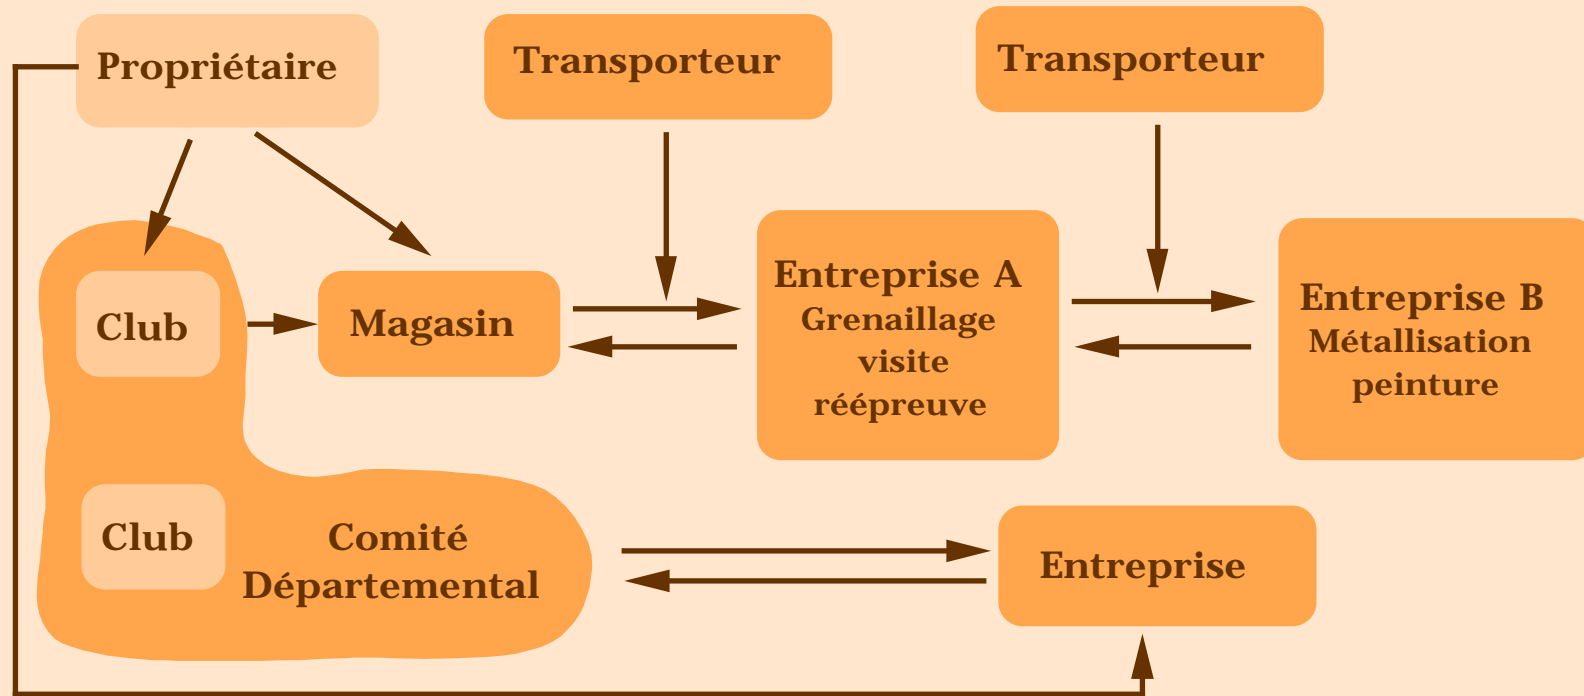 Propriétaire
Transporteur
Transporteur
Club
Magasin
Entreprise A
Grenaillage
visite
réépreuve
Entreprise B
Métallisation
peinture
Club
Comité
Départemental
Entreprise